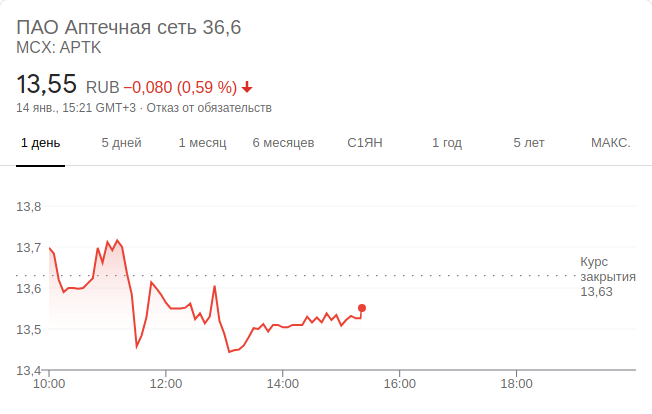 ПАО Аптечная сеть 36,6
MCX: APTK
13,55 RUB −0,080 (0,59 %)
14 янв., 15:21 GMT+3 · Отказ от обязательств
1 день 5 дней 1 месяц 6 месяцев С1ЯН 1 год 5 лет МАКС.
13,8
13,7
Курс
закрытия
13,63
13,6
13,5
13,4
10:00 12:00 14:00 16:00 18:00